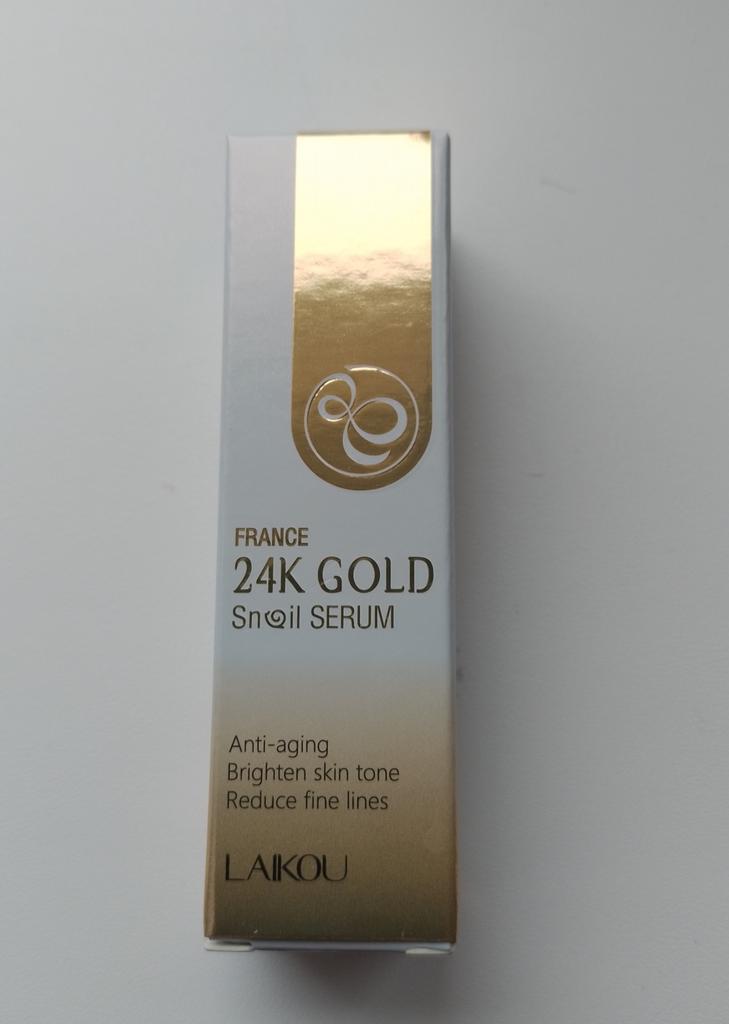 FRANCE
24K GOLD
Snail SERUM
Anti-aging
Brighten skin tone
Reduce fine lines
LAIKOU